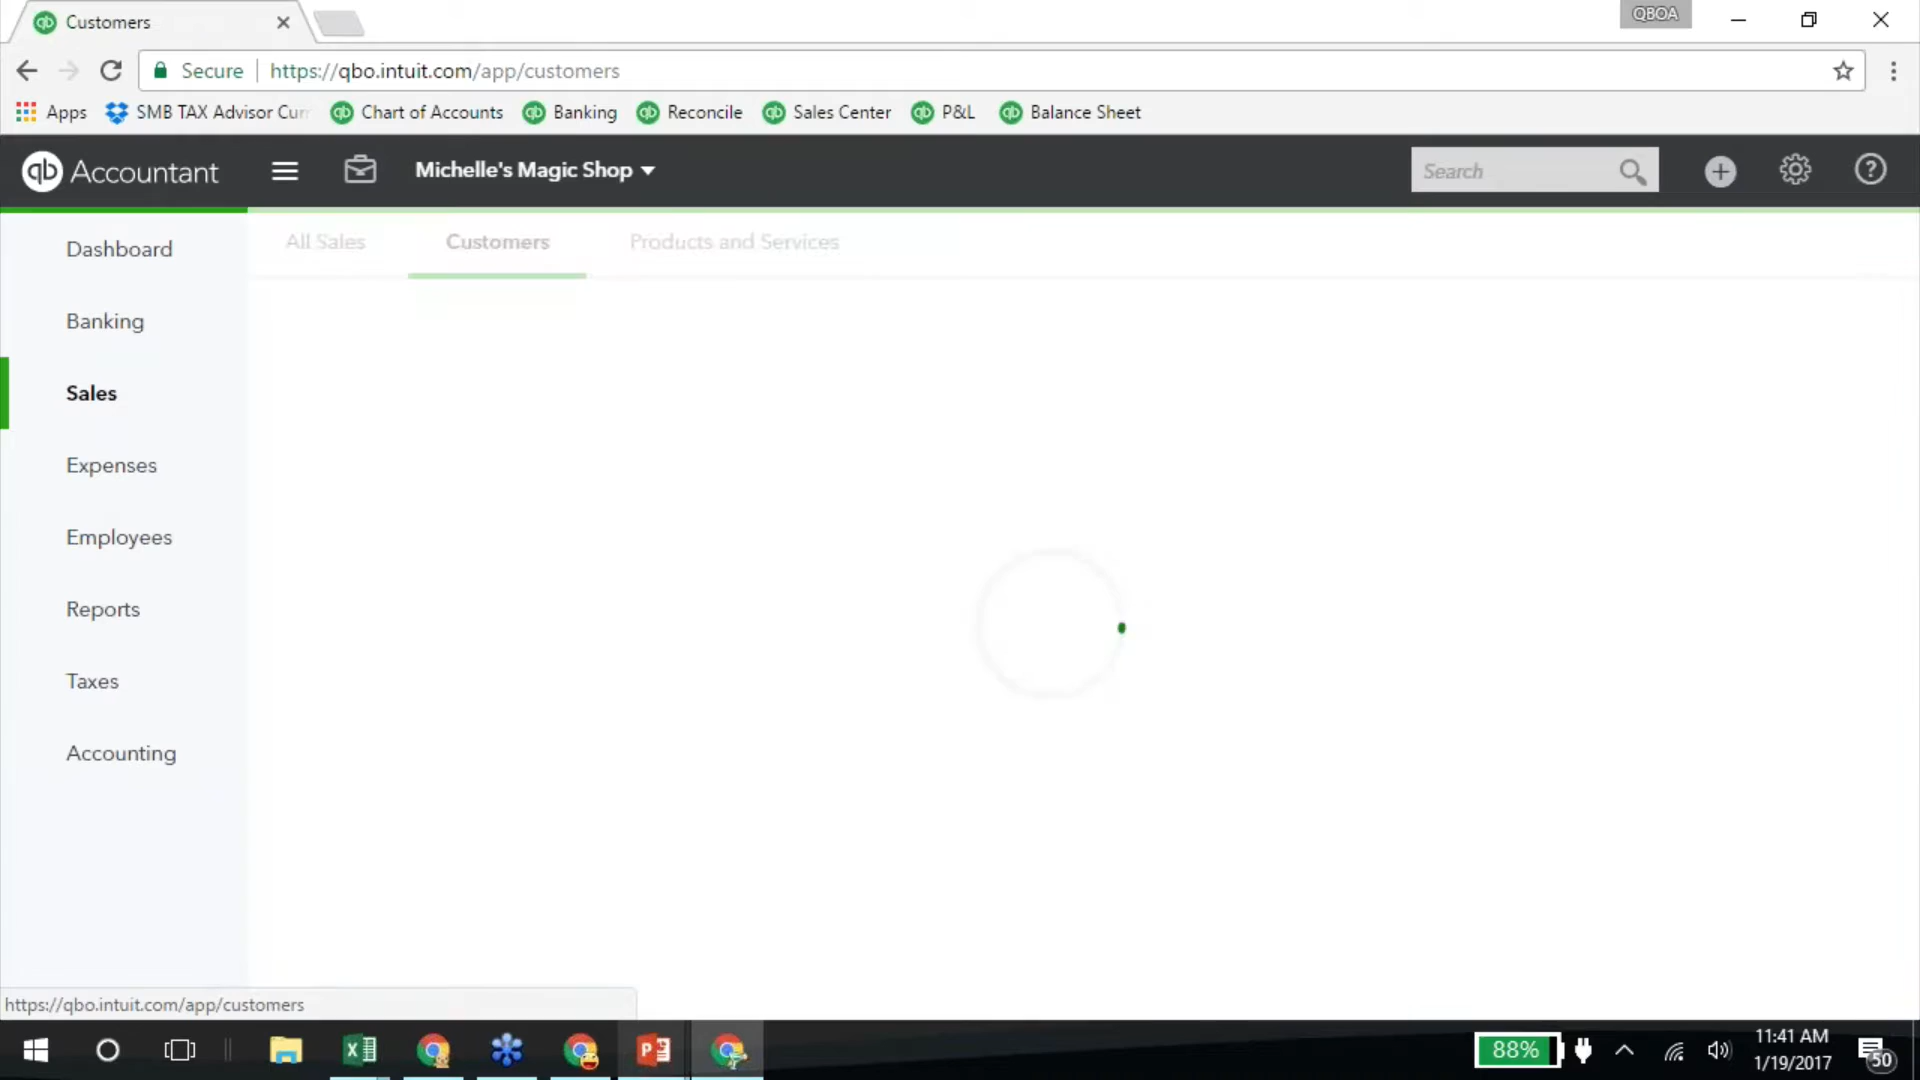 Customers
QBOA
Secure https://qbo.intuit.com/app/customers
Apps SMB TAX Advisor Curr Chart of Accounts Banking Reconcile Sales Center P&L Balance Sheet
qb Accountant Michelle's Magic Shop Search
All Sales Customers Products and Services
Dashboard
Banking
Sales
Expenses
Employees
Reports
Taxes
Accounting
https://qbo.intuit.com/app/customers
88% 11:41 AM
1/19/2017 50